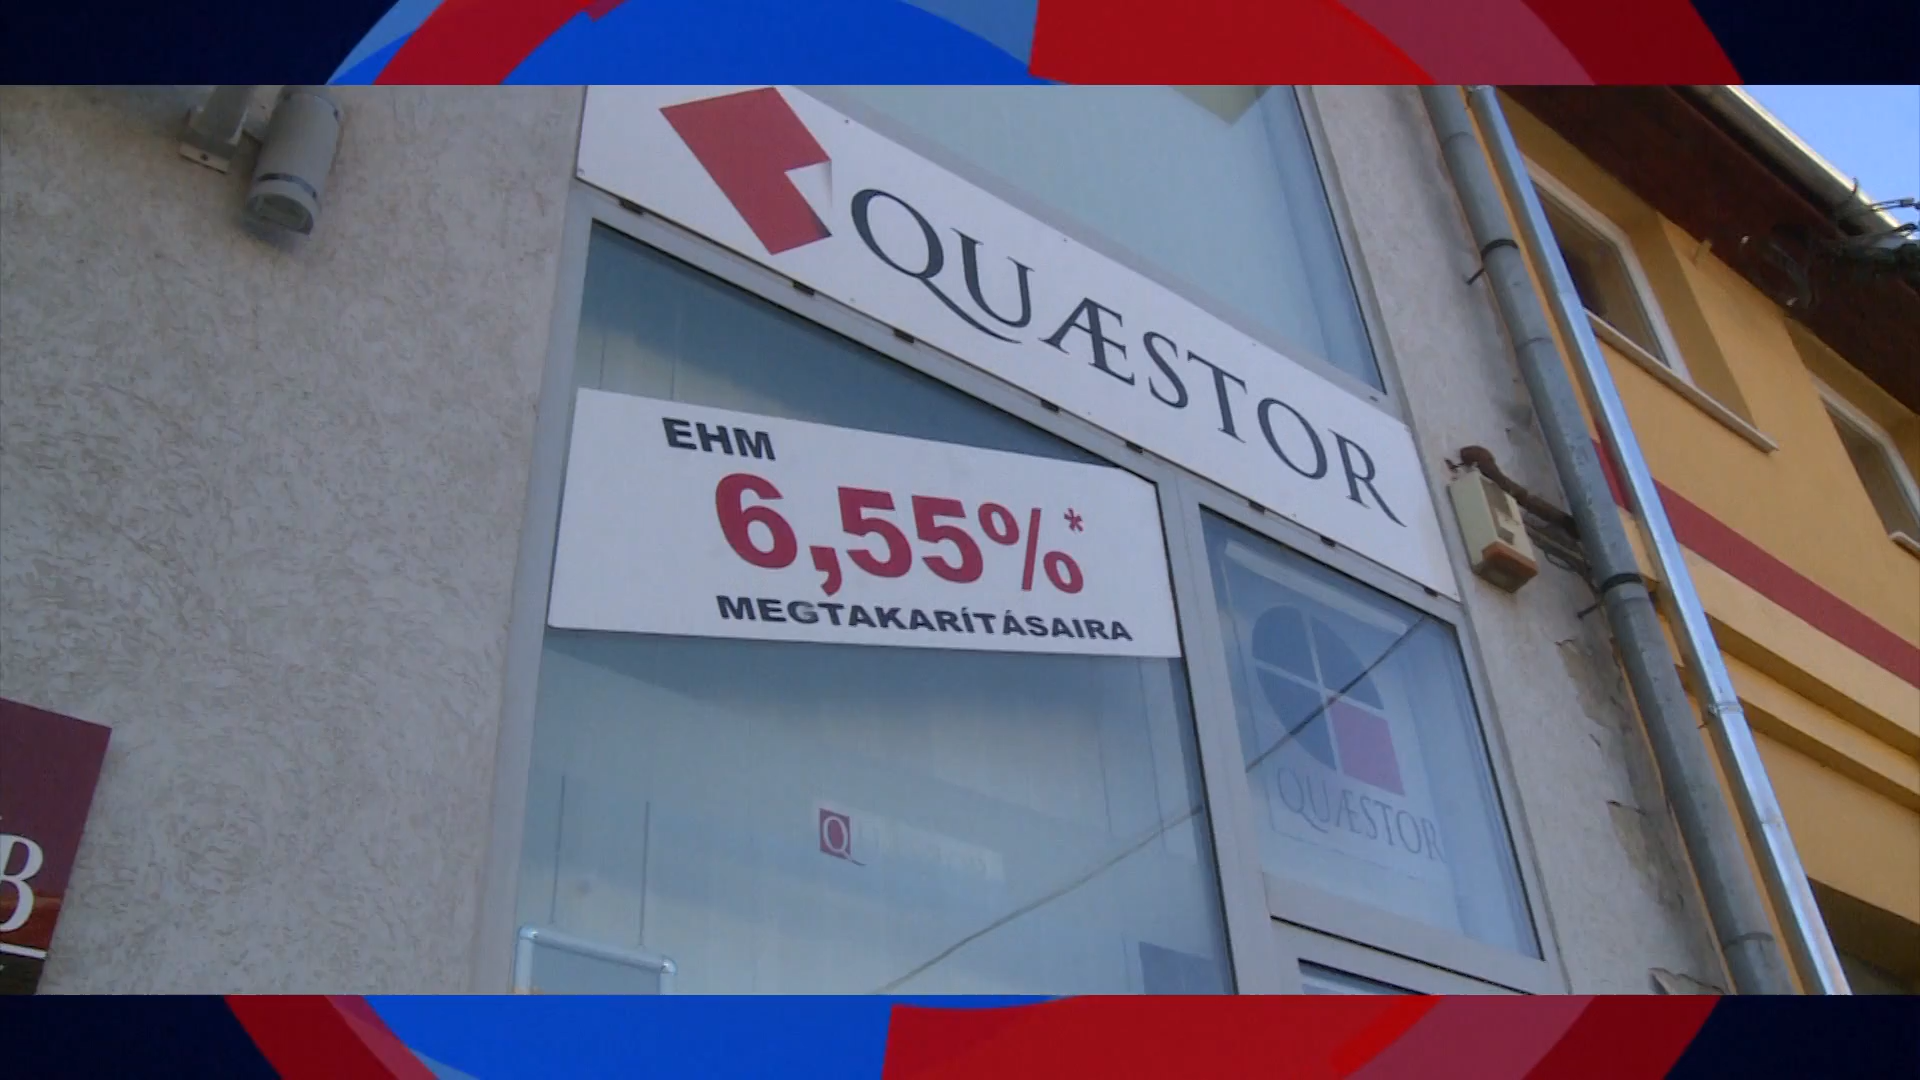 QUÆSTOR
EHM
6,55%*
MEGTAKARÍTÁSAIRA
QUÆSTOR
Q
B